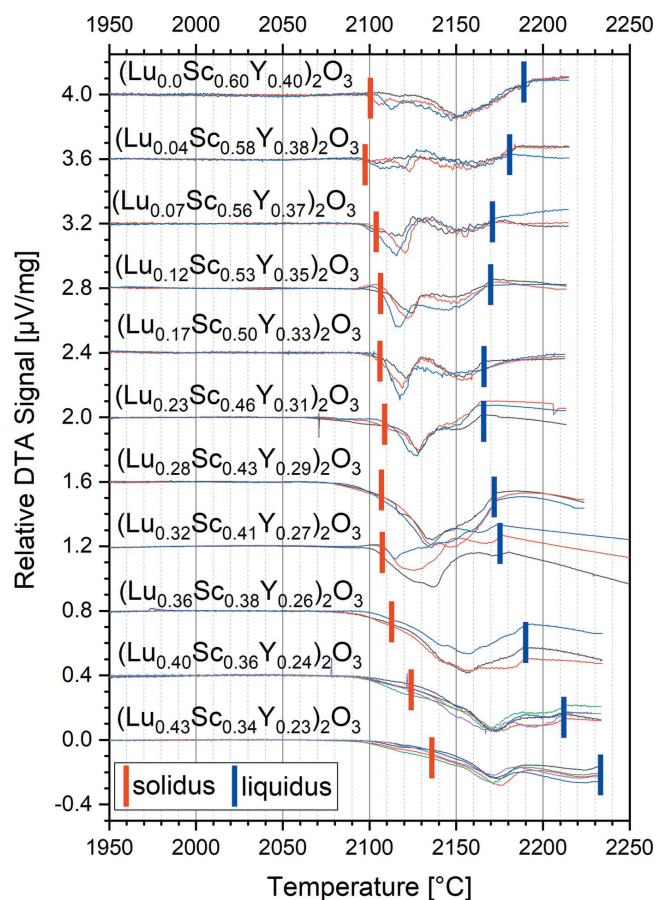 1950 2000 2050 2100 2150 2200 2250
(Lu0.0Sc0.60Y0.40)2O3
4.0
(Lu0.04Sc0.58Y0.38)2O3
3.6
(Lu0.07Sc0.56Y0.37)2O3
3.2
(Lu0.12Sc0.53Y0.35)2O3
2.8
(Lu0.17Sc0.50Y0.33)2O3
2.4
(Lu0.23Sc0.46Y0.31)2O3
2.0
(Lu0.28Sc0.43Y0.29)2O3
1.6
(Lu0.32Sc0.41Y0.27)2O3
1.2
(Lu0.36Sc0.38Y0.26)2O3
0.8
(Lu0.40Sc0.36Y0.24)2O3
0.4
(Lu0.43Sc0.34Y0.23)2O3
0.0
-0.4
Relative DTA Signal [µV/mg]
solidus liquidus
1950 2000 2050 2100 2150 2200 2250
Temperature [°C]